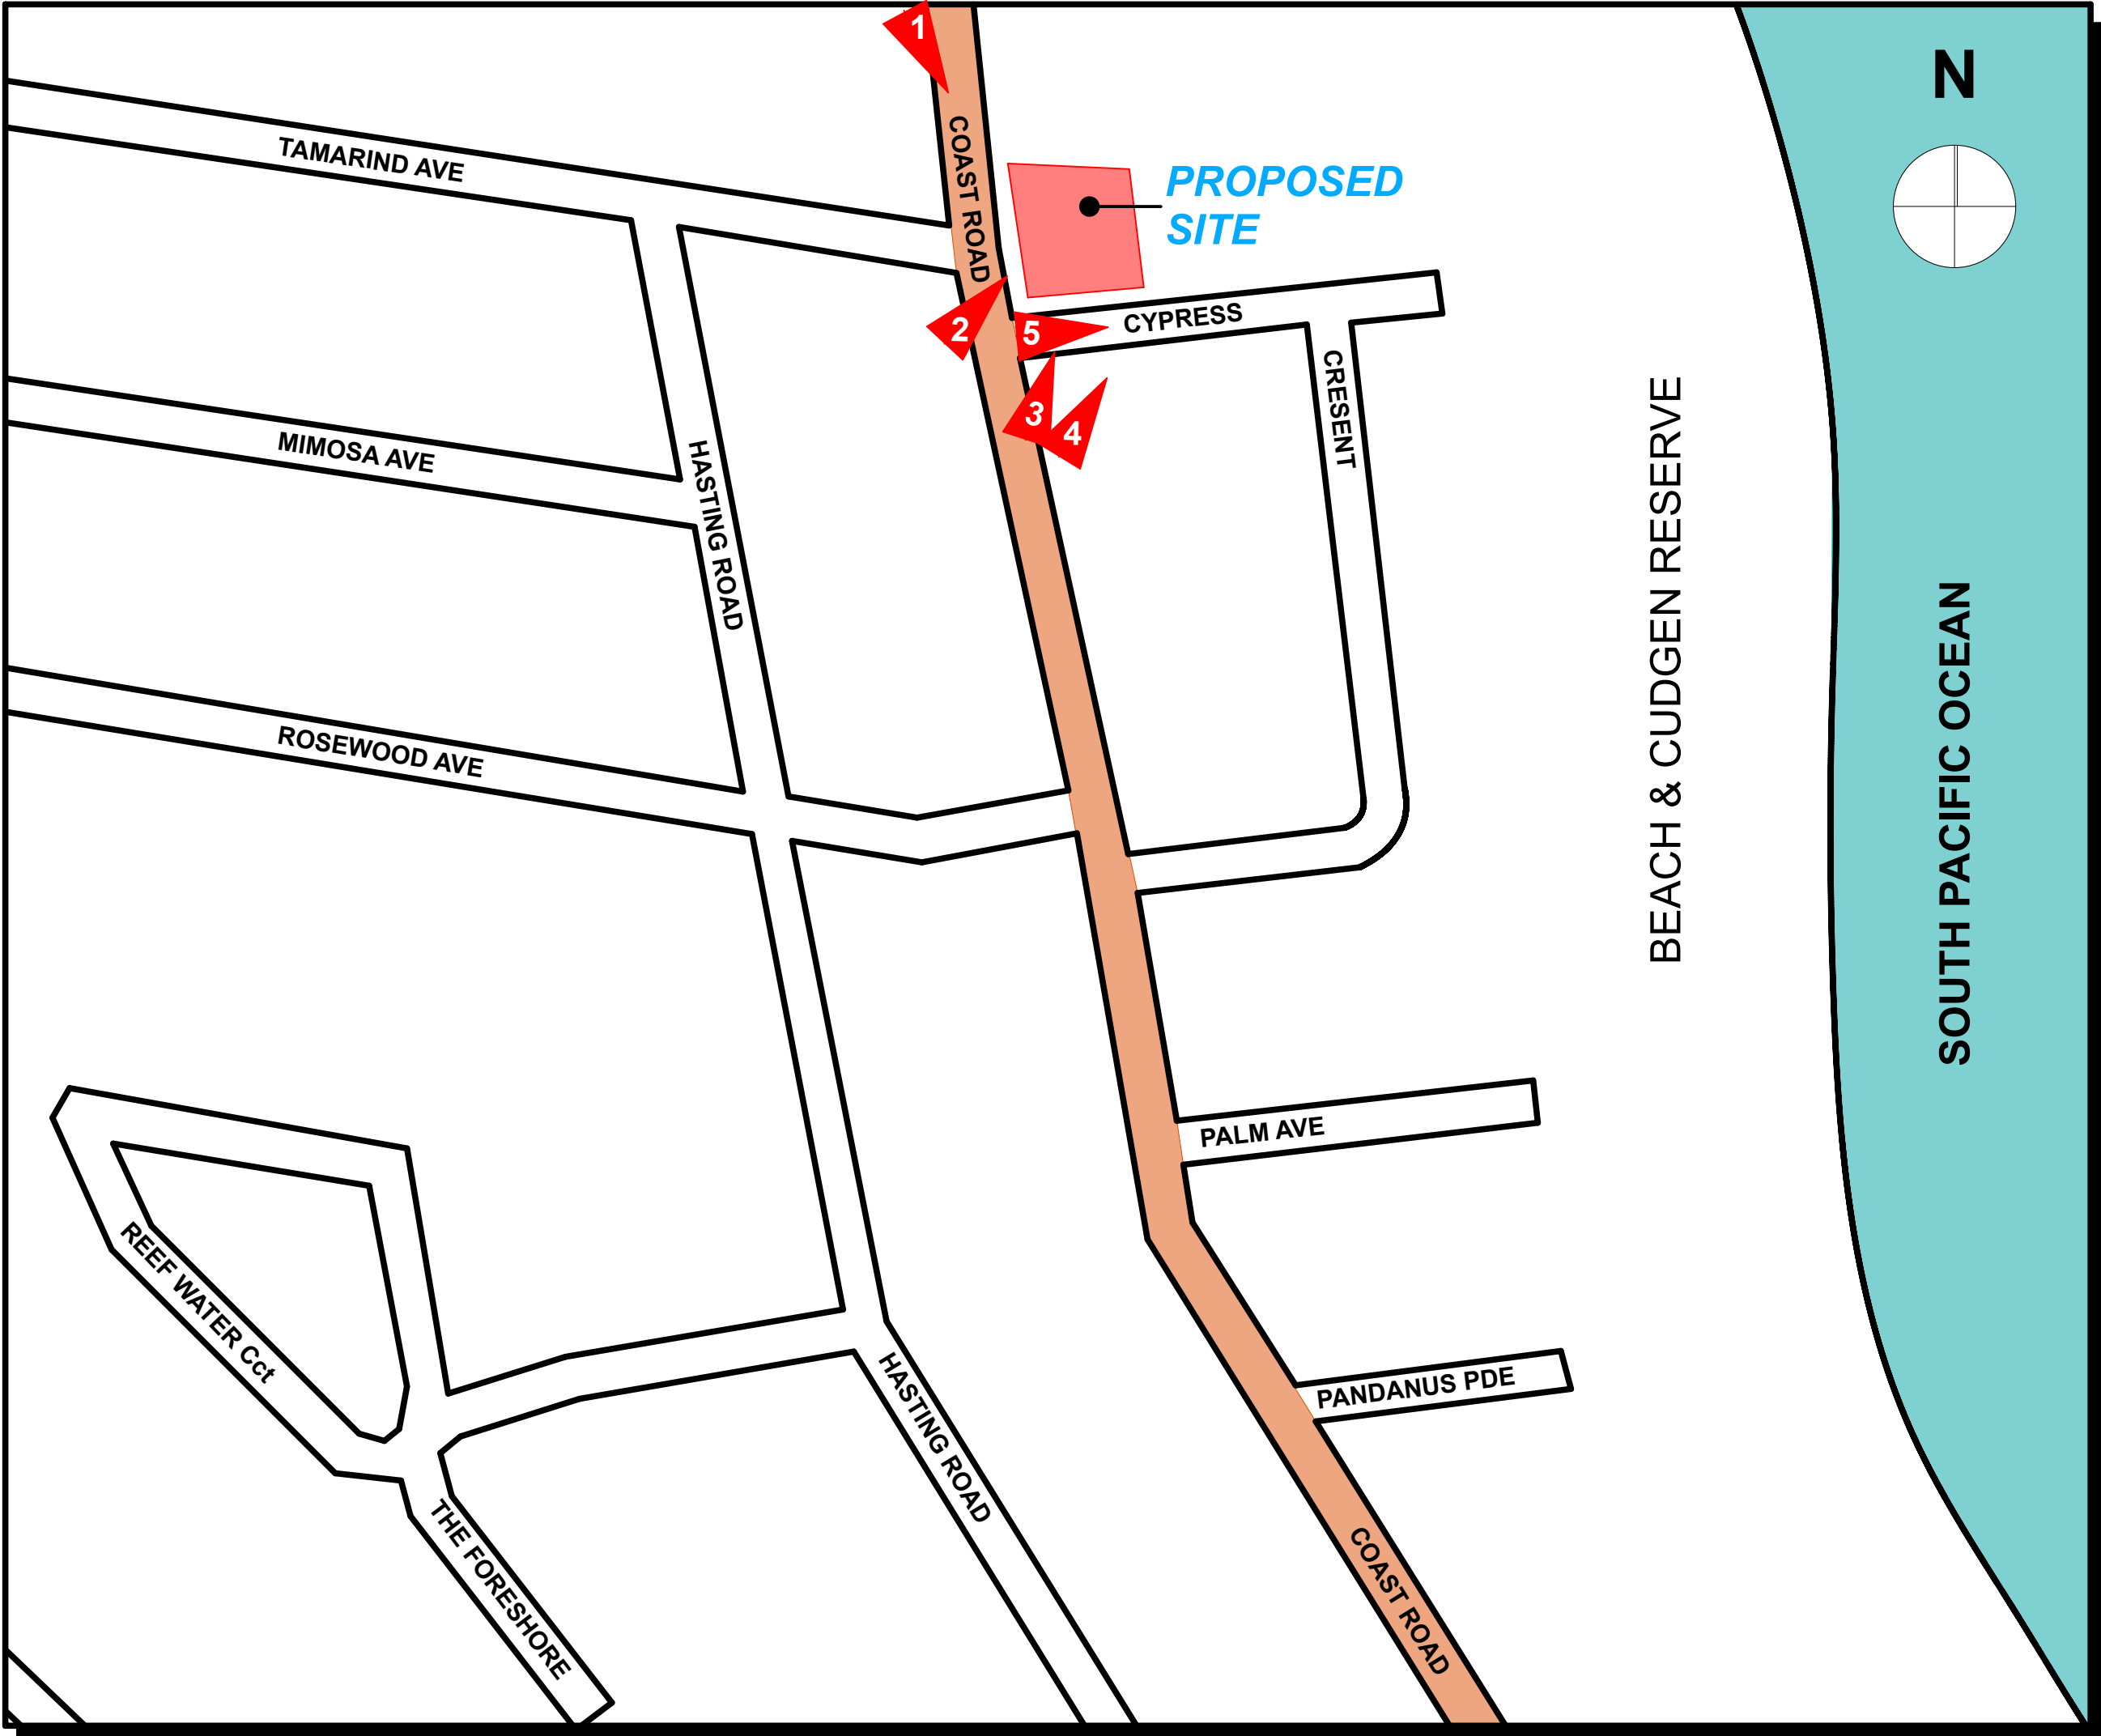 1
N
COAST ROAD
TAMARIND AVE
PROPOSED
SITE
2
5
CYPRESS
3
4
CRESENT
MIMOSA AVE
HASTING ROAD
BEACH & CUDGEN RESERVE
SOUTH PACIFIC OCEAN
ROSEWOOD AVE
PALM AVE
REEF WATER Cct
HASTING ROAD
PANDANUS PDE
THE FORESHORE
COAST ROAD